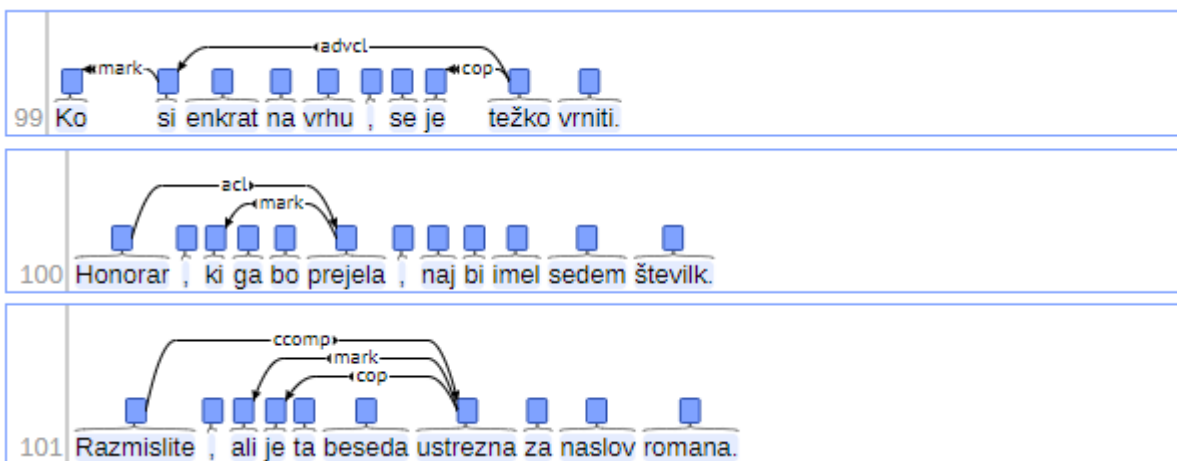 mark advcl cop
99 Ko si enkrat na vrhu , se je težko vrniti.
acl
mark
100 Honorar , ki ga bo prejela , naj bi imel sedem številk.
ccomp
mark
cop
101 Razmislite , ali je ta beseda ustrezna za naslov romana.